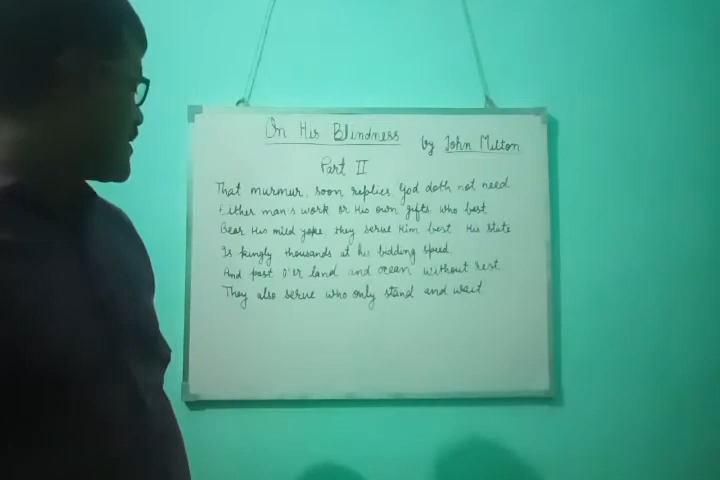 On His Blindness by John Milton
Part II
That murmur, soon replies, God doth not need
Either man's work or His own gifts. Who best
Bear His mild yoke, they serve Him best. His state
Is kingly thousands at his bidding speed.
And post O'er land and ocean without rest
They also serve who only stand and wait